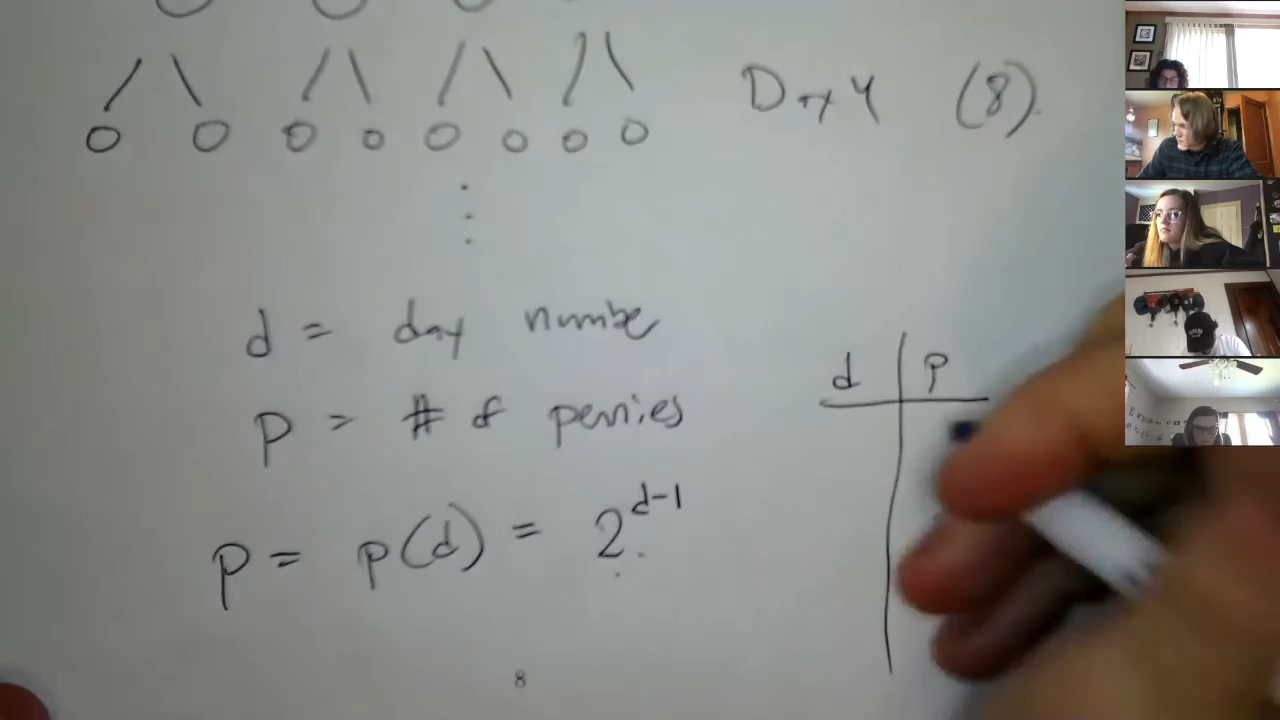 Day 4 (8)
d = day number
p = # of pennies
p = p(d) = 2^{d-1}
d p
8